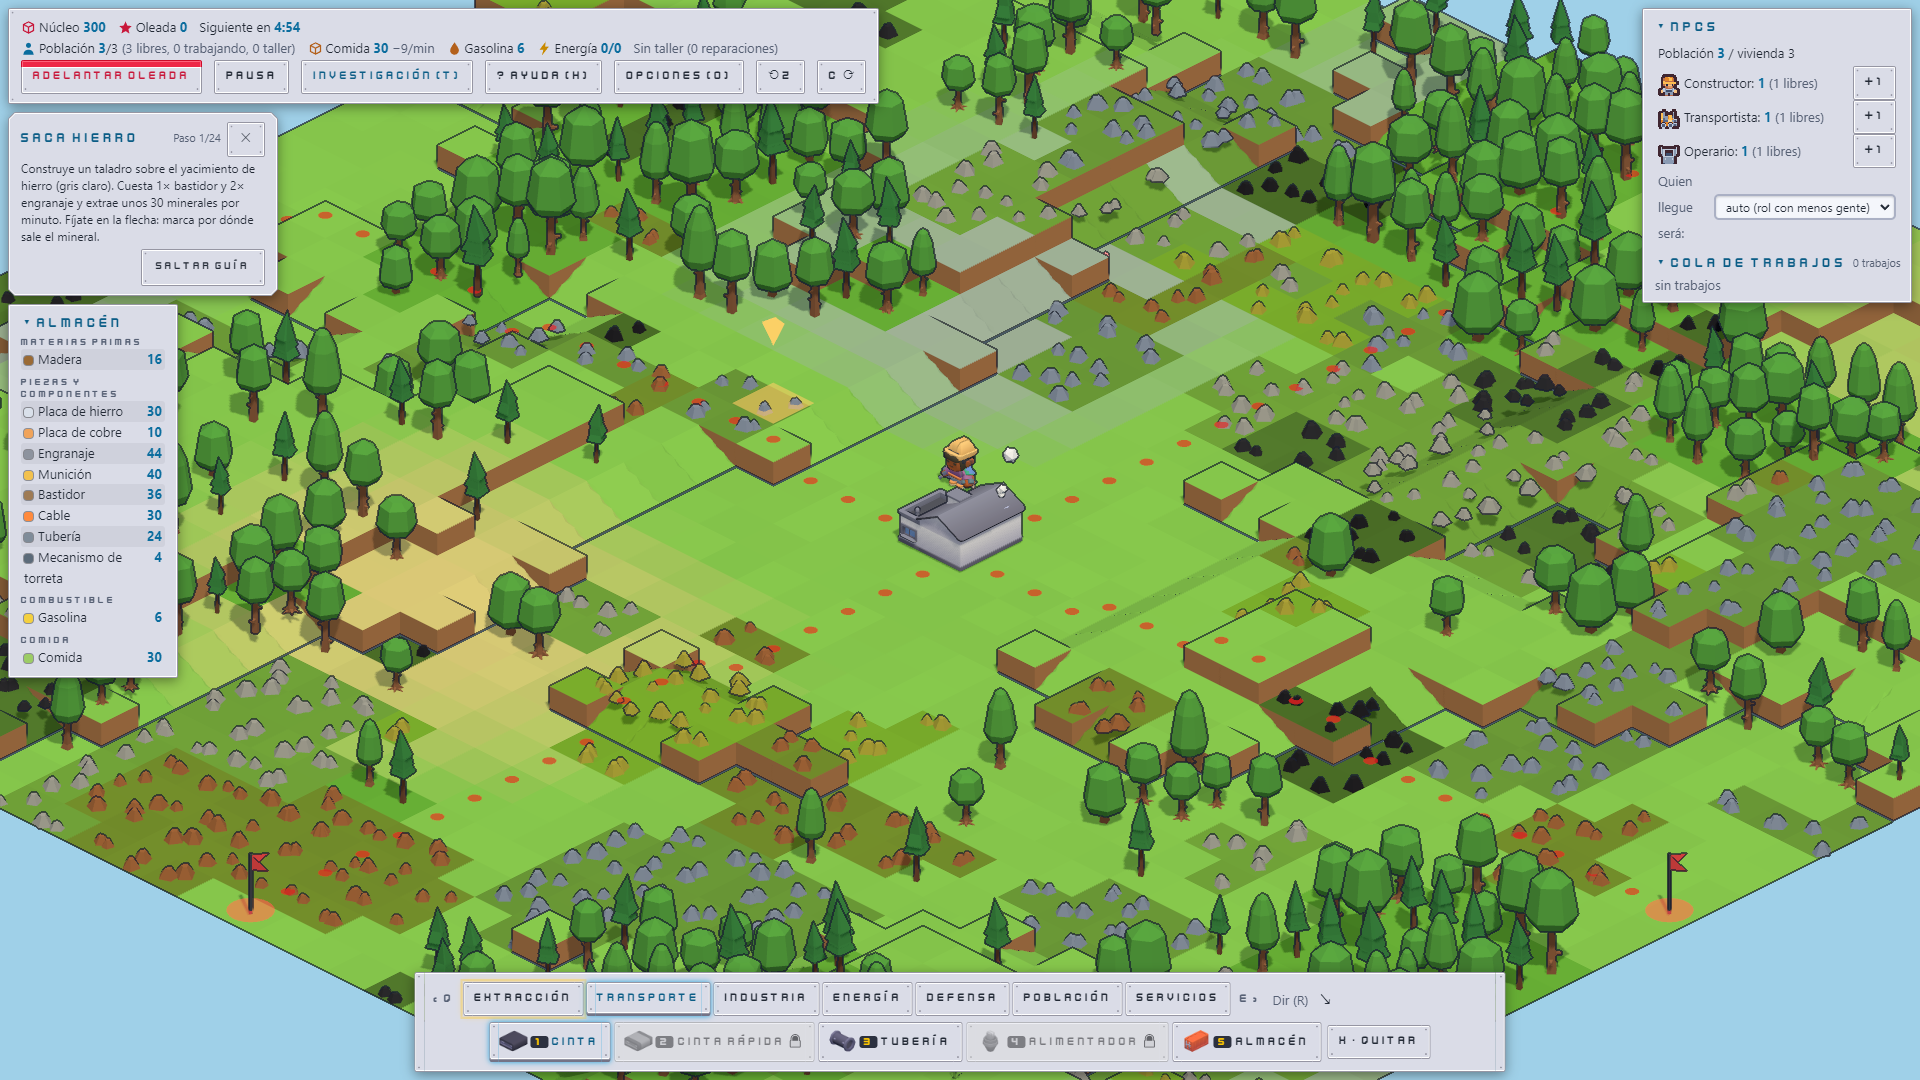 Núcleo 300 Oleada 0 Siguiente en 4:54
Población 3/3 (3 libres, 0 trabajando, 0 taller) Comida 30 −9/min Gasolina 6 Energía 0/0 Sin taller (0 reparaciones)
ADELANTAR OLEADA PAUSA INVESTIGACIÓN (T) ? AYUDA (H) OPCIONES (O) 2 C
SACA HIERRO Paso 1/24
Construye un taladro sobre el yacimiento de
hierro (gris claro). Cuesta 1× bastidor y 2×
engranaje y extrae unos 30 minerales por
minuto. Fíjate en la flecha: marca por dónde
sale el mineral.
SALTAR GUÍA
ALMACÉN
MATERIAS PRIMAS
Madera 16
PIEZAS Y
COMPONENTES
Placa de hierro 30
Placa de cobre 10
Engranaje 44
Munición 40
Bastidor 36
Cable 30
Tubería 24
Mecanismo de 4
torreta
COMBUSTIBLE
Gasolina 6
COMIDA
Comida 30
NPCS
Población 3 / vivienda 3
Constructor: 1 (1 libres) +1
Transportista: 1 (1 libres) +1
Operario: 1 (1 libres) +1
Quien
llegue auto (rol con menos gente)
será:
COLA DE TRABAJOS 0 trabajos
sin trabajos
‹ Q EXTRACCIÓN TRANSPORTE INDUSTRIA ENERGÍA DEFENSA POBLACIÓN SERVICIOS E › Dir (R) ↘
1 CINTA 2 CINTA RÁPIDA 3 TUBERÍA 4 ALIMENTADOR 5 ALMACÉN X · QUITAR